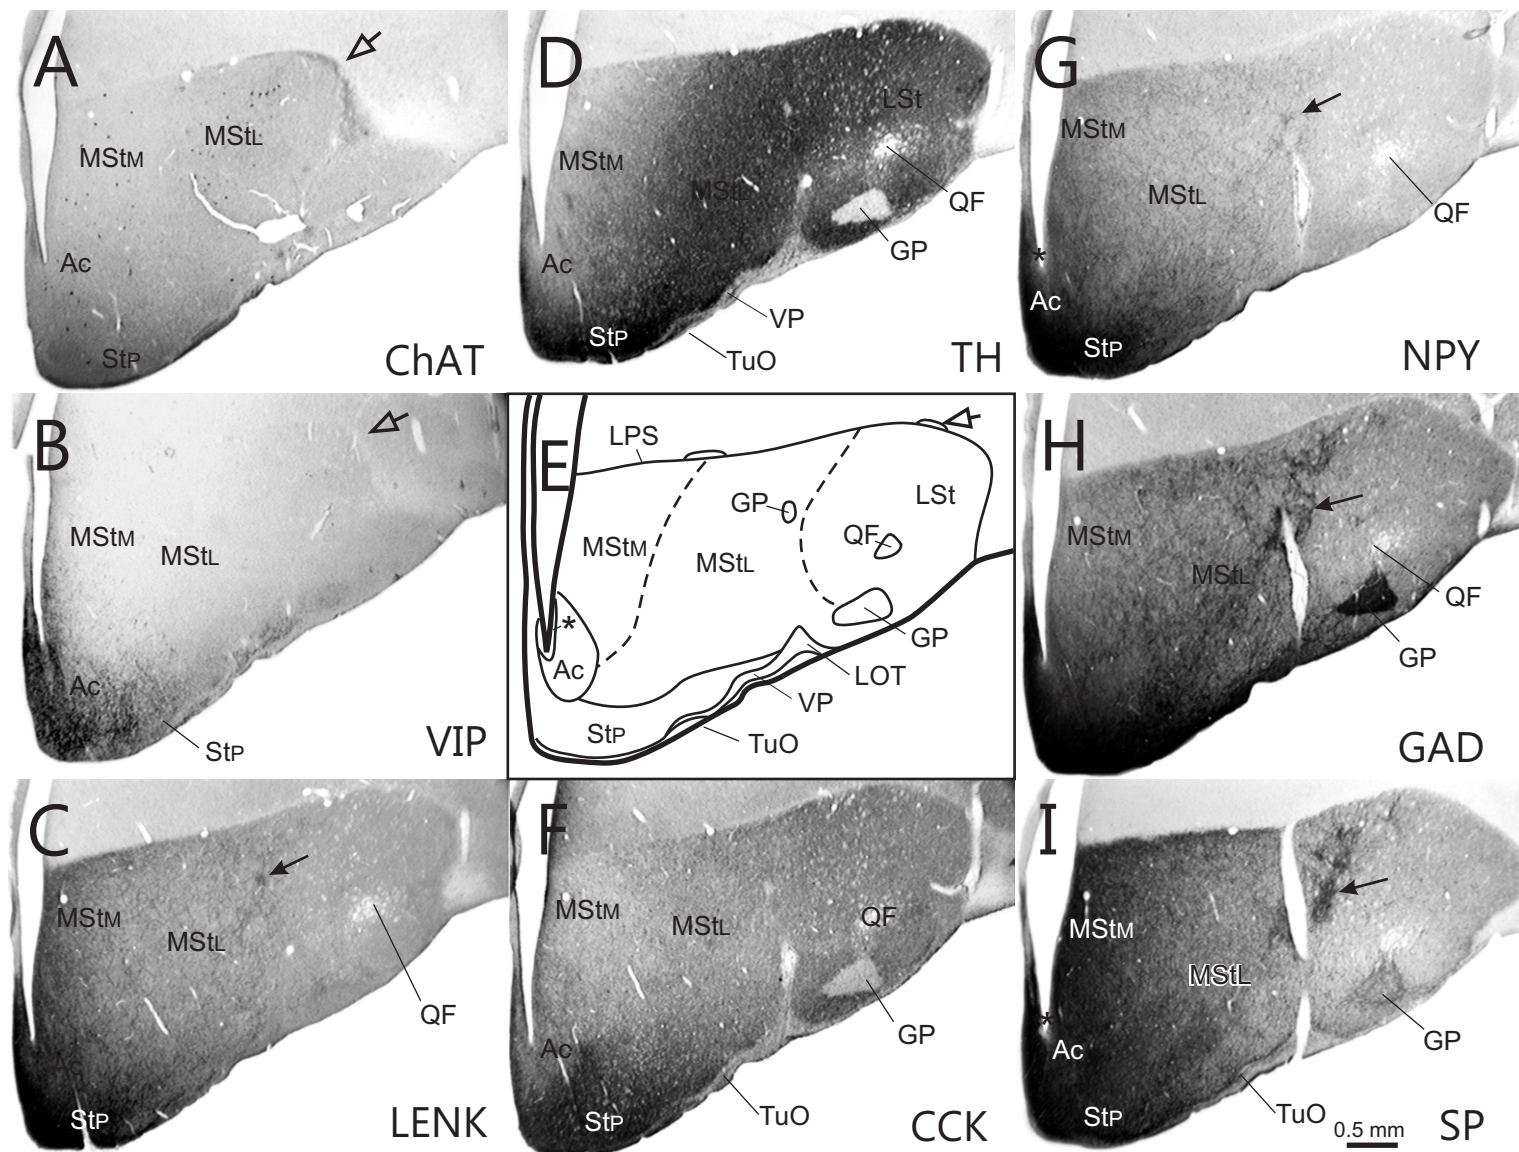 A
MStM
MStL
Ac
StP
ChAT
B
MStM
MStL
Ac
StP
VIP
C
MStM
MStL
QF
StP
LENK
D
LSt
MStM
MStL
QF
GP
Ac
VP
StP
TuO
TH
E
LPS
GP
LSt
QF
MStM
MStL
*
Ac
GP
LOT
VP
StP
TuO
F
MStM
MStL
QF
GP
Ac
TuO
StP
CCK
G
MStM
MStL
QF
*
Ac
StP
NPY
H
MStM
MStL
QF
GP
GAD
I
MStM
MStL
*
Ac
GP
StP
TuO
0.5 mm
SP